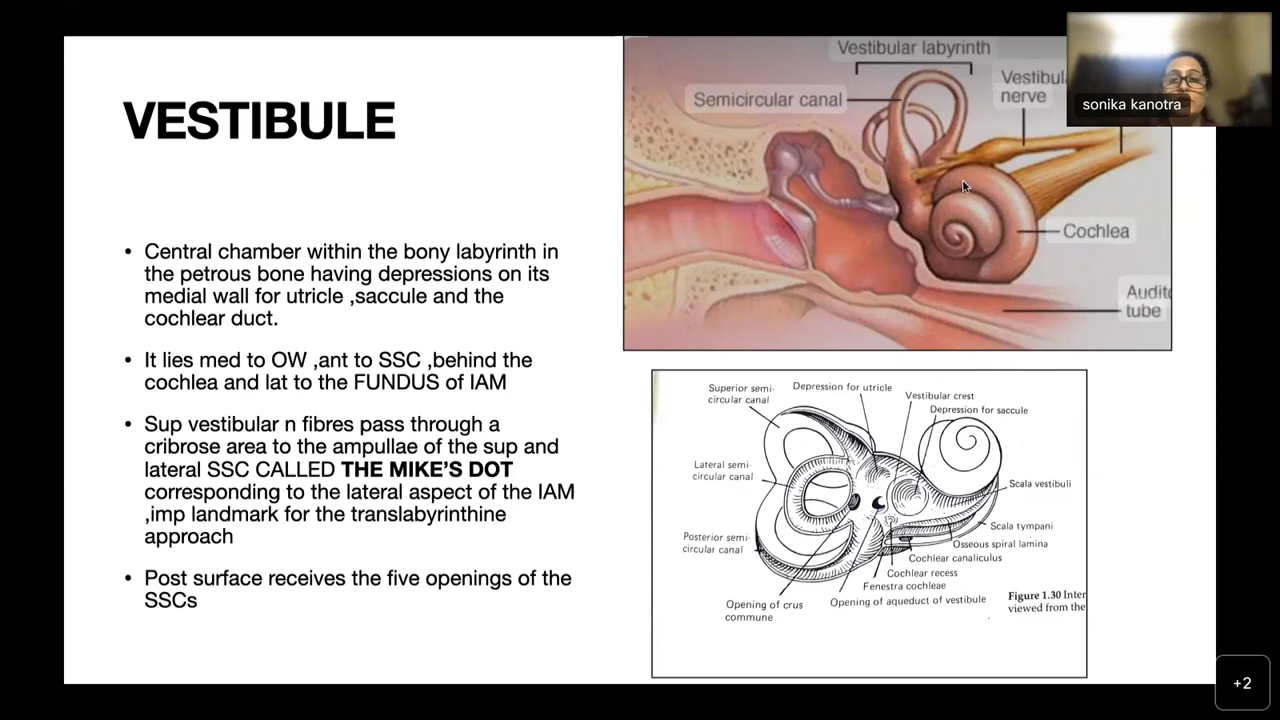 VESTIBULE
• Central chamber within the bony labyrinth in
the petrous bone having depressions on its
medial wall for utricle ,saccule and the
cochlear duct.
• It lies med to OW ,ant to SSC ,behind the
cochlea and lat to the FUNDUS of IAM
• Sup vestibular n fibres pass through a
cribrose area to the ampullae of the sup and
lateral SSC CALLED THE MIKE'S DOT
corresponding to the lateral aspect of the IAM
,imp landmark for the translabyrinthine
approach
• Post surface receives the five openings of the
SSCs
Vestibular labyrinth
Semicircular canal
Vestibul
nerve
Cochlea
Audito
tube
sonika kanotra
Superior semi-
circular canal
Depression for utricle
Vestibular crest
Depression for saccule
Lateral semi-
circular canal
Scala vestibuli
Scala tympani
Posterior semi-
circular canal
Osseous spiral lamina
Cochlear canaliculus
Cochlear recess
Fenestra cochleae
Opening of aqueduct of vestibule
Opening of crus
commune
Figure 1.30 Inter
viewed from the
+2